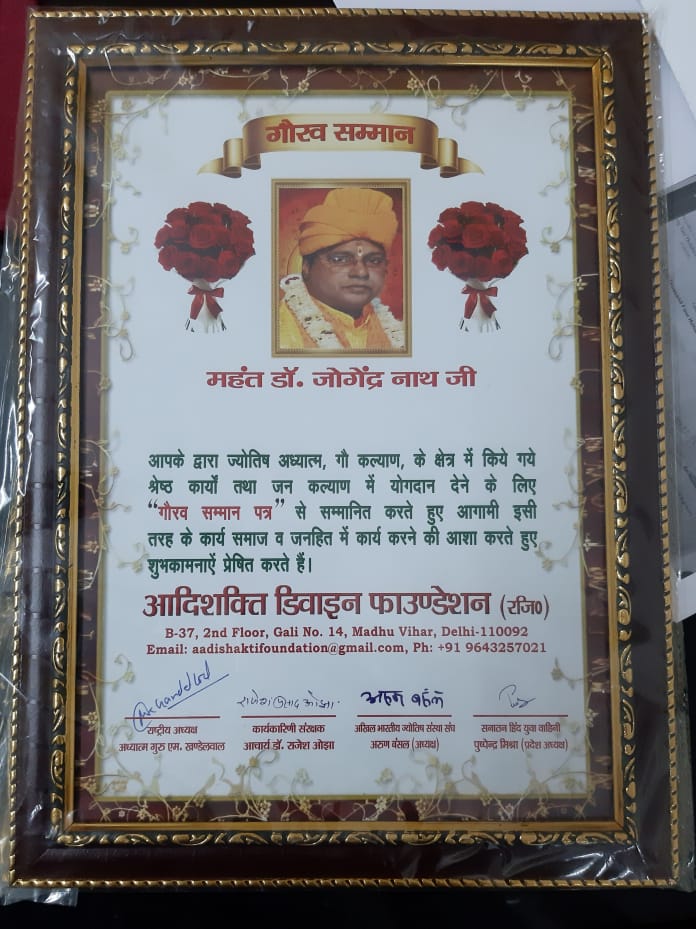 गौरव सम्मान
महंत डॉ. जोगेंद्र नाथ जी
आपके द्वारा ज्योतिष अध्यात्म, गौ कल्याण, के क्षेत्र में किये गये
श्रेष्ठ कार्यों तथा जन कल्याण में योगदान देने के लिए
“गौरव सम्मान पत्र” से सम्मानित करते हुए आगामी इसी
तरह के कार्य समाज व जनहित में कार्य करने की आशा करते हुए
शुभकामनाऐं प्रेषित करते हैं।
आदिशक्ति डिवाइन फाउण्डेशन (रजि०)
B-37, 2nd Floor, Gali No. 14, Madhu Vihar, Delhi-110092
Email: aadishaktifoundation@gmail.com, Ph: +91 9643257021
राष्ट्रीय अध्यक्ष
अध्यात्म गुरु एम. खण्डेलवाल
कार्यकारिणी संरक्षक
आचार्य डॉ. राजेश ओझा
अखिल भारतीय ज्योतिष संस्था संघ
अरुण बंसल (अध्यक्ष)
सनातन हिंद युवा वाहिनी
पुष्पेन्द्र मिश्रा (प्रदेश अध्यक्ष)